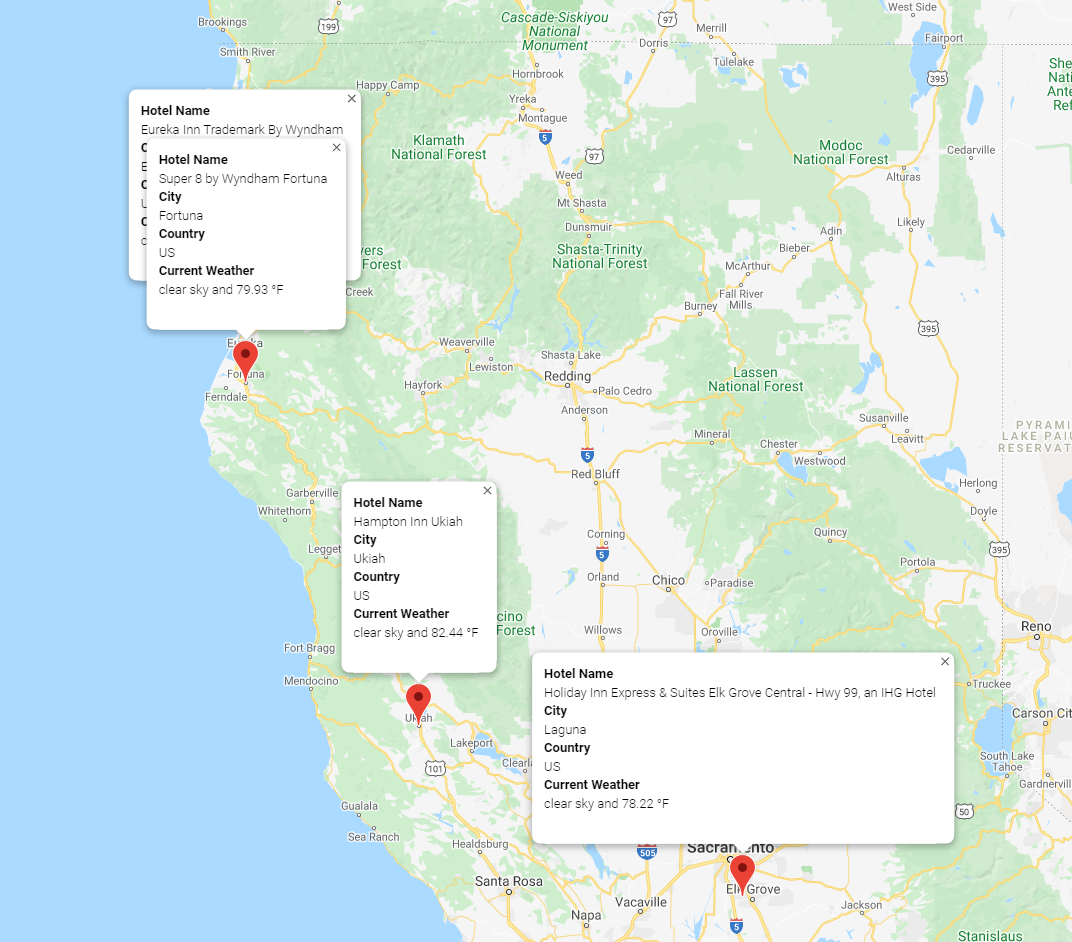 West Side
Brookings
199
Cascade-Siskiyou
National
Monument
97
Merrill
Dorris
Fairport
Smith River
Tulelake
Hornbrook
395
Happy Camp
Yreka
Montague
Hotel Name
Eureka Inn Trademark By Wyndham
Hotel Name
Super 8 by Wyndham Fortuna
City
Fortuna
Country
US
Current Weather
clear sky and 79.93 °F
5
Klamath
National Forest
97
Modoc
National Forest
Cedarville
Alturas
Weed
Mt Shasta
Dunsmuir
Likely
Adin
Bieber
Shasta-Trinity
National Forest
McArthur
Fall River
Mills
Burney
Forest
Creek
395
Weaverville
Lewiston
Shasta Lake
Redding
Hayfork
Palo Cedro
Anderson
Lassen
National Forest
Ferndale
Susanville
Leavitt
Mineral
Chester
Westwood
5
Red Bluff
Herlong
Doyle
Garberville
Whitethorn
Hotel Name
Hampton Inn Ukiah
City
Ukiah
Country
US
Current Weather
clear sky and 82.44 °F
Corning
5
Quincy
395
Legget
Orland
Chico
Paradise
Portola
Forest
Willows
Oroville
Reno
Fort Bragg
Mendocino
Hotel Name
Holiday Inn Express & Suites Elk Grove Central - Hwy 99, an IHG Hotel
City
Laguna
Country
US
Current Weather
clear sky and 78.22 °F
Truckee
Carson Cit
Lakeport
101
South Lake
Tahoe
Gardnervil
Gualala
Sea Ranch
50
Healdsburg
505
Sacramento
Elk Grove
Santa Rosa
Vacaville
Napa
Jackson
5
Stanislaus